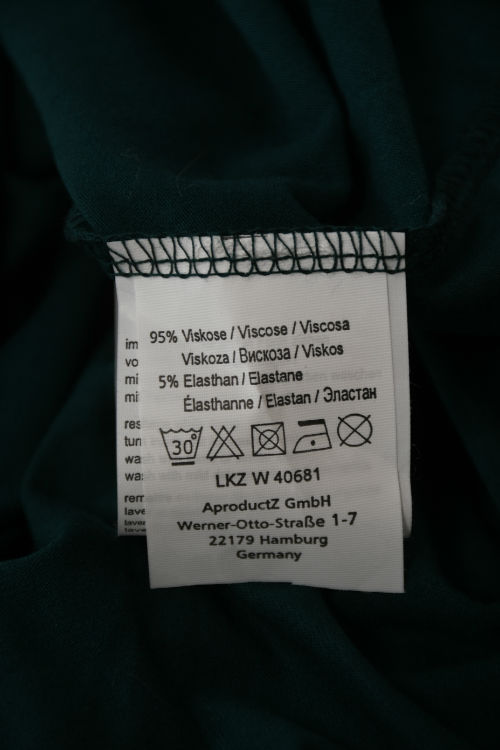 95% Viskose / Viscose / Viscosa
Viskoza / Вискоза / Viskos
5% Elasthan / Elastane
Élasthanne / Elastan / Эластан
30°
LKZ W 40681
AproductZ GmbH
Werner-Otto-Straße 1-7
22179 Hamburg
Germany